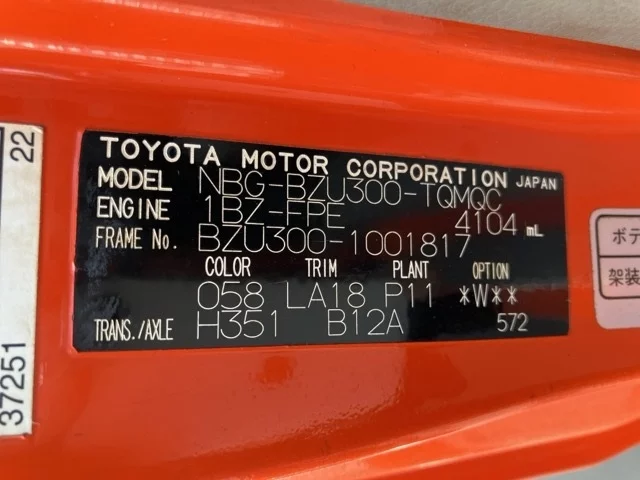 TOYOTA MOTOR CORPORATION JAPAN
MODEL NBG-BZU300-TQMQC
ENGINE 1BZ-FPE 4104 mL
FRAME No. BZU300-1001817
COLOR TRIM PLANT OPTION
058 LA18 P11 *W**
TRANS./AXLE H351 B12A 572
37251
22
ボデ
架装